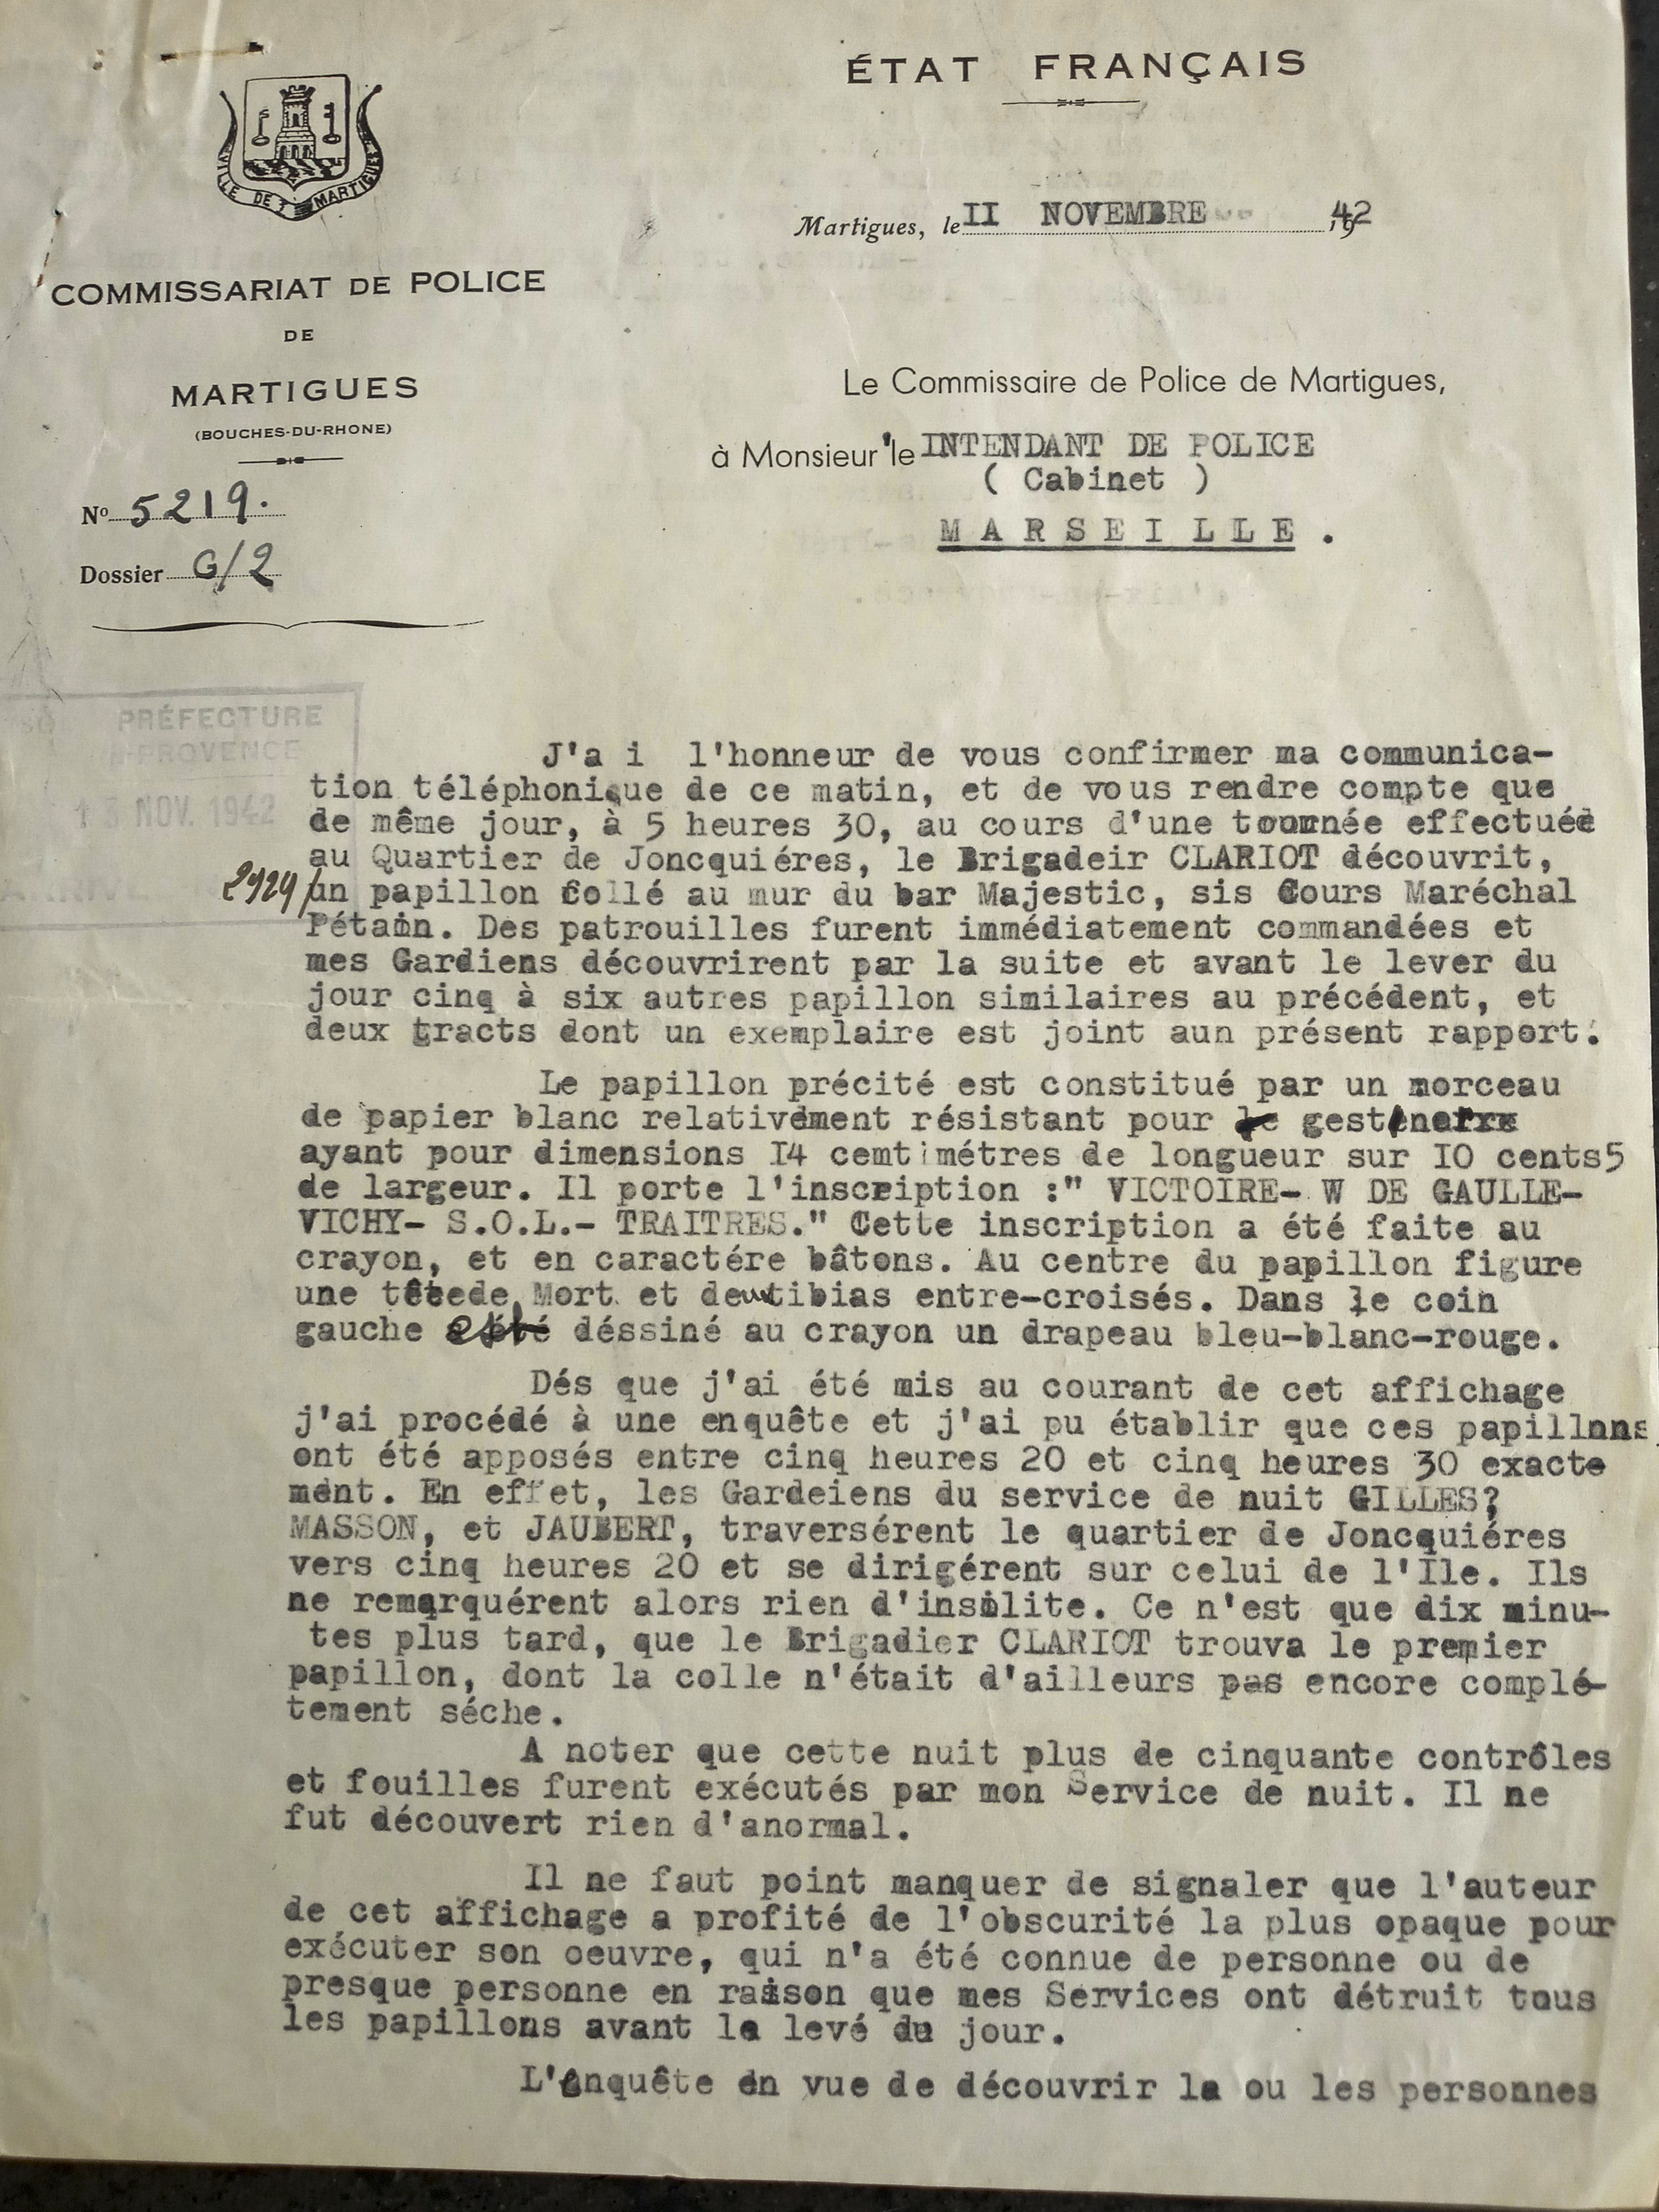 ÉTAT FRANÇAIS
VILLE DE MARTIGUES
Martigues, le II NOVEMBRE 1942
COMMISSARIAT DE POLICE
DE
MARTIGUES
(BOUCHES-DU-RHONE)
Le Commissaire de Police de Martigues,
à Monsieur le INTENDANT DE POLICE
( Cabinet )
MARSEILLE.
Nº 5219.
Dossier G/2
PRÉFECTURE
PROVENCE
13 NOV. 1942
2929
J'a i l'honneur de vous confirmer ma communica-
tion téléphonique de ce matin, et de vous rendre compte que
de même jour, à 5 heures 30, au cours d'une tournée effectuée
au Quartier de Joncquiéres, le Brigadeir CLARIOT découvrit,
un papillon collé au mur du bar Majestic, sis Cours Maréchal
Pétain. Des patrouilles furent immédiatement commandées et
mes Gardiens découvrirent par la suite et avant le lever du
jour cinq à six autres papillon similaires au précédent, et
deux tracts dont un exemplaire est joint aun présent rapport.
Le papillon précité est constitué par un morceau
de papier blanc relativement résistant pour
ayant pour dimensions I4 cemtimétres de longueur sur IO cents5
de largeur. Il porte l'inscription :" VICTOIRE- W DE GAULLE-
VICHY- S.O.L.- TRAITRES." Cette inscription a été faite au
crayon, et en caractére bâtons. Au centre du papillon figure
une têtede Mort et deux tibias entre-croisés. Dans le coin
gauche est déssiné au crayon un drapeau bleu-blanc-rouge.
Dés que j'ai été mis au courant de cet affichage
j'ai procédé à une enquête et j'ai pu établir que ces papillnns
ont été apposés entre cinq heures 20 et cinq heures 30 exacte
ment. En effet, les Gardeiens du service de nuit GILLES?
MASSON, et JAUBERT, traversérent le quartier de Joncquiéres
vers cinq heures 20 et se dirigérent sur celui de l'Ile. Ils
ne remarquérent alors rien d'insolite. Ce n'est que dix minu-
tes plus tard, que le Brigadier CLARIOT trouva le premier
papillon, dont la colle n'était d'ailleurs pas encore complé-
tement séche.
A noter que cette nuit plus de cinquante contrôles
et fouilles furent exécutés par mon Service de nuit. Il ne
fut découvert rien d'anormal.
Il ne faut point manquer de signaler que l'auteur
de cet affichage a profité de l'obscurité la plus opaque pour
exécuter son oeuvre, qui n'a été connue de personne ou de
presque personne en raison que mes Services ont détruit tous
les papillons avant le levé du jour.
L'enquête en vue de découvrir la ou les personnes